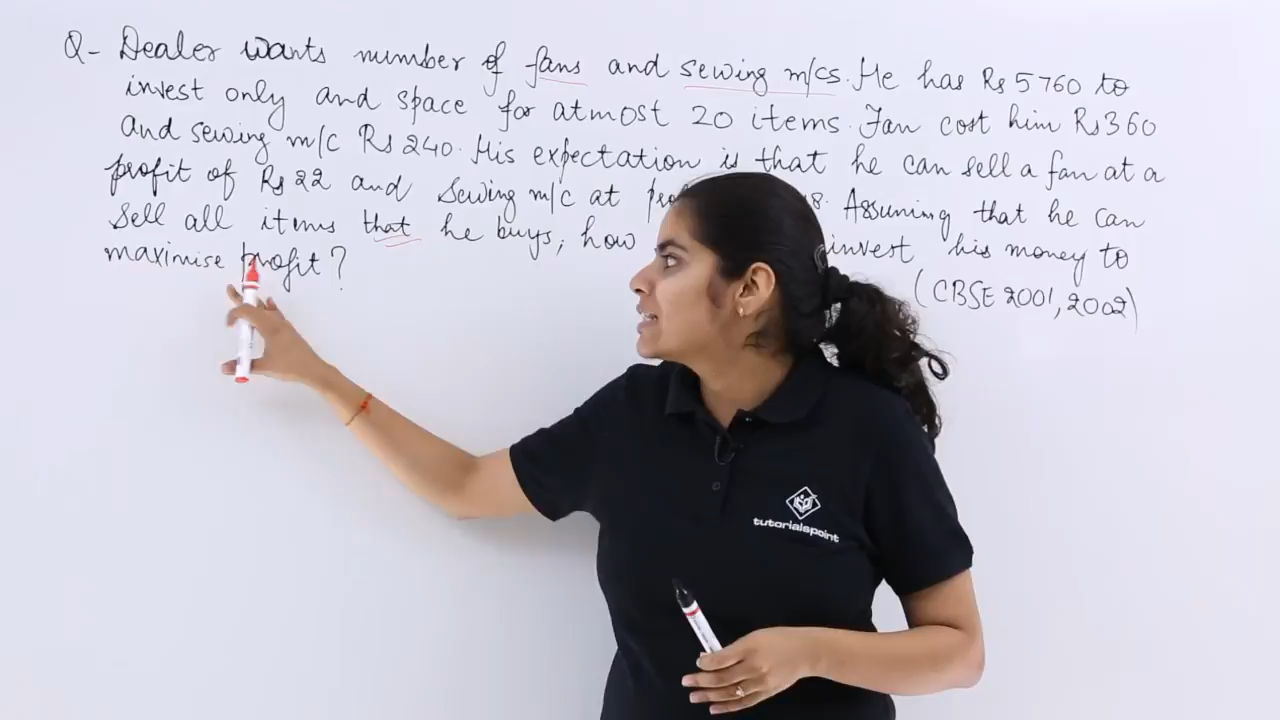 Q- Dealer wants number of fans and sewing m/cs. He has Rs 5760 to
invest only and space for atmost 20 items. Fan cost him Rs 360
and sewing m/c Rs 240. His expectation is that he can sell a fan at a
profit of Rs 22 and Sewing m/c at 8. Assuming that he can
Sell all items that he buys, how invest his money to
maximise profit?
(CBSE 2001, 2002)
tutorialspoint